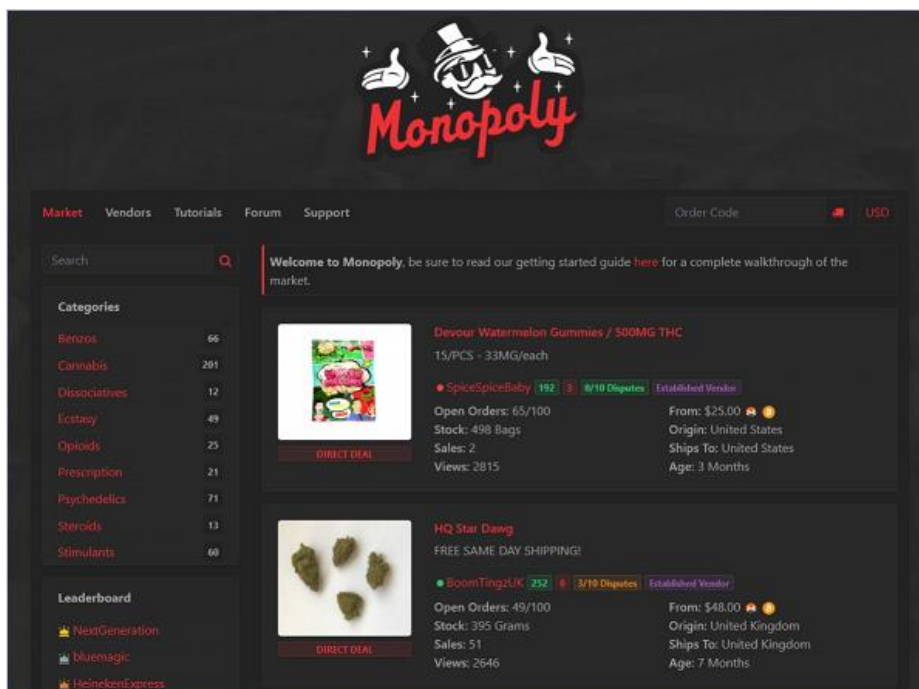 Monopoly
Market Vendors Tutorials Forum Support Order Code USD
Search
Welcome to Monopoly, be sure to read our getting started guide here for a complete walkthrough of the
market.
Categories
Benzos 66
Cannabis 201
Dissociatives 12
Ecstasy 49
Opioids 25
Prescription 21
Psychedelics 71
Steroids 13
Stimulants 60
Leaderboard
NextGeneration
bluemagic
HeinekenExpress
Devour Watermelon Gummies / 500MG THC
15/PCS - 33MG/each
SpiceSpiceBaby 192 3 0/10 Disputes Established Vendor
Open Orders: 65/100 From: $25.00
Stock: 498 Bags Origin: United States
Sales: 2 Ships To: United States
Views: 2815 Age: 3 Months
DIRECT DEAL
HQ Star Dawg
FREE SAME DAY SHIPPING!
BoomTingzUK 252 3/10 Disputes Established Vendor
Open Orders: 49/100 From: $48.00
Stock: 395 Grams Origin: United Kingdom
Sales: 51 Ships To: United Kingdom
Views: 2646 Age: 7 Months
DIRECT DEAL